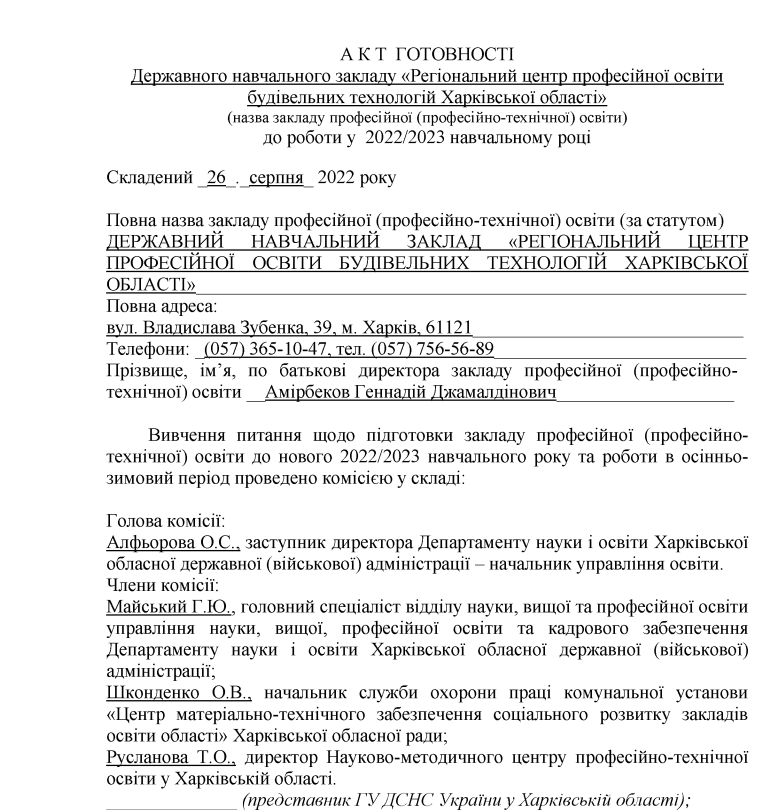 А К Т ГОТОВНОСТІ
Державного навчального закладу «Регіональний центр професійної освіти
будівельних технологій Харківської області»
(назва закладу професійної (професійно-технічної) освіти)
до роботи у 2022/2023 навчальному році
Складений _26_._серпня_ 2022 року
Повна назва закладу професійної (професійно-технічної) освіти (за статутом)
ДЕРЖАВНИЙ НАВЧАЛЬНИЙ ЗАКЛАД «РЕГІОНАЛЬНИЙ ЦЕНТР
ПРОФЕСІЙНОЇ ОСВІТИ БУДІВЕЛЬНИХ ТЕХНОЛОГІЙ ХАРКІВСЬКОЇ
ОБЛАСТІ»
Повна адреса:
вул. Владислава Зубенка, 39, м. Харків, 61121
Телефони: _(057) 365-10-47, тел. (057) 756-56-89
Прізвище, ім’я, по батькові директора закладу професійної (професійно-
технічної) освіти __Амірбеков Геннадій Джамалдінович
Вивчення питання щодо підготовки закладу професійної (професійно-
технічної) освіти до нового 2022/2023 навчального року та роботи в осінньо-
зимовий період проведено комісією у складі:
Голова комісії:
Алфьорова О.С., заступник директора Департаменту науки і освіти Харківської
обласної державної (військової) адміністрації – начальник управління освіти.
Члени комісії:
Майський Г.Ю., головний спеціаліст відділу науки, вищої та професійної освіти
управління науки, вищої, професійної освіти та кадрового забезпечення
Департаменту науки і освіти Харківської обласної державної (військової)
адміністрації;
Шконденко О.В., начальник служби охорони праці комунальної установи
«Центр матеріально-технічного забезпечення соціального розвитку закладів
освіти області» Харківської обласної ради;
Русланова Т.О., директор Науково-методичного центру професійно-технічної
освіти у Харківській області.
______________ (представник ГУ ДСНС України у Харківській області);